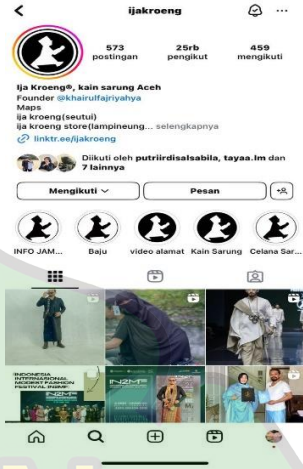 ijakroeng
573 25rb 459
postingan pengikut mengikuti
Ija Kroeng®, kain sarung Aceh
Founder @khairulfajriyahya
Maps
ija kroeng(seutui)
ija kroeng store(lampineung... selengkapnya
linktr.ee/ijakroeng
Diikuti oleh putriirdisalsabila, tayaa.lm dan
7 lainnya
Mengikuti Pesan
INFO JAM... Baju video alamat Kain Sarung Celana Sar...
INDONESIA
INTERNATIONAL
MODEST FASHION
FESTIVAL (IN2MF)
IN2MF